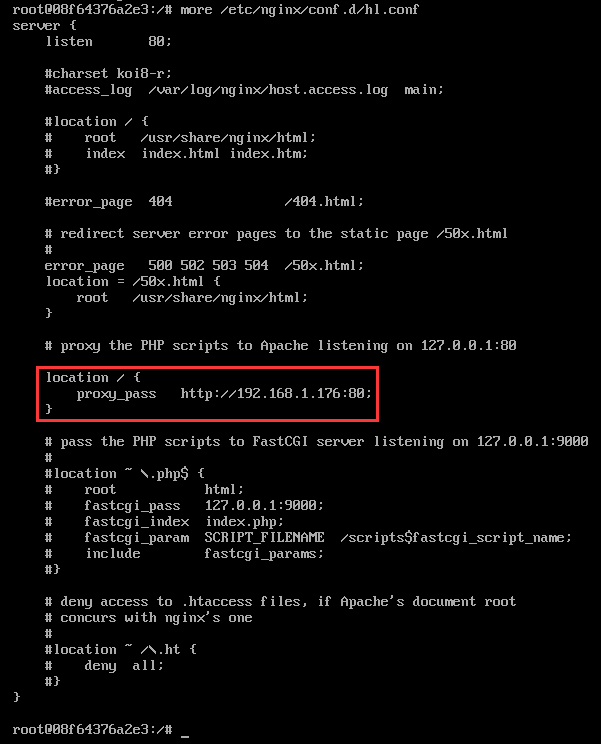 root@08f64376a2e3:/# more /etc/nginx/conf.d/hl.conf
server {
    listen       80;
    #charset koi8-r;
    #access_log  /var/log/nginx/host.access.log  main;
    #location / {
    #    root   /usr/share/nginx/html;
    #    index  index.html index.htm;
    #}
    #error_page  404              /404.html;
    # redirect server error pages to the static page /50x.html
    #
    error_page   500 502 503 504  /50x.html;
    location = /50x.html {
        root   /usr/share/nginx/html;
    }
    # proxy the PHP scripts to Apache listening on 127.0.0.1:80
    location / {
        proxy_pass   http://192.168.1.176:80;
    }
    # pass the PHP scripts to FastCGI server listening on 127.0.0.1:9000
    #
    #location ~ \.php$ {
    #    root           html;
    #    fastcgi_pass   127.0.0.1:9000;
    #    fastcgi_index  index.php;
    #    fastcgi_param  SCRIPT_FILENAME  /scripts$fastcgi_script_name;
    #    include        fastcgi_params;
    #}
    # deny access to .htaccess files, if Apache's document root
    # concurs with nginx's one
    #
    #location ~ /\.ht {
    #    deny  all;
    #}
}
root@08f64376a2e3:/# _